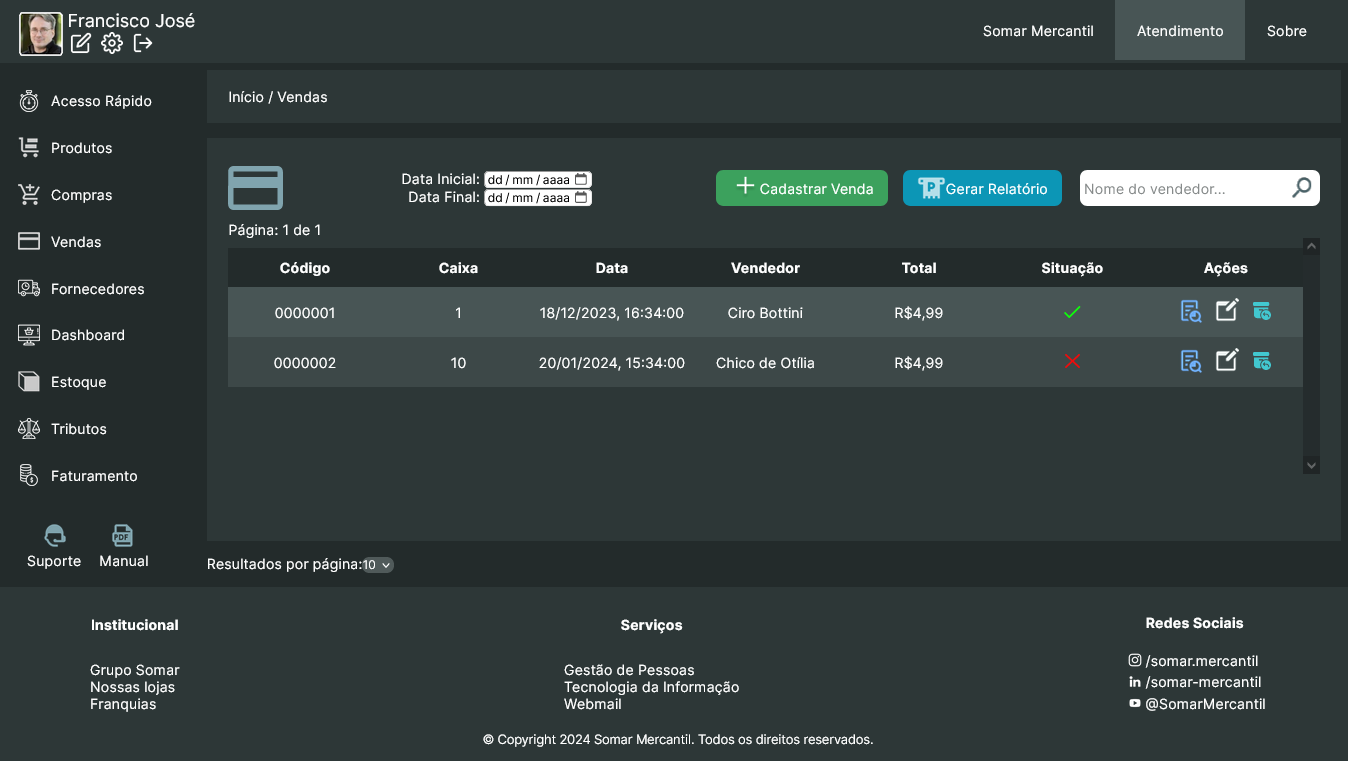 Francisco José
Somar Mercantil Atendimento Sobre
Acesso Rápido
Produtos
Compras
Vendas
Fornecedores
Dashboard
Estoque
Tributos
Faturamento
Suporte Manual
Início / Vendas
Data Inicial: dd / mm / aaaa
Data Final: dd / mm / aaaa
Cadastrar Venda
Gerar Relatório
Nome do vendedor...
Página: 1 de 1
Código Caixa Data Vendedor Total Situação Ações
0000001 1 18/12/2023, 16:34:00 Ciro Bottini R$4,99
0000002 10 20/01/2024, 15:34:00 Chico de Otília R$4,99
Resultados por página: 10
Institucional
Grupo Somar
Nossas lojas
Franquias
Serviços
Gestão de Pessoas
Tecnologia da Informação
Webmail
Redes Sociais
/somar.mercantil
/somar-mercantil
@SomarMercantil
© Copyright 2024 Somar Mercantil. Todos os direitos reservados.